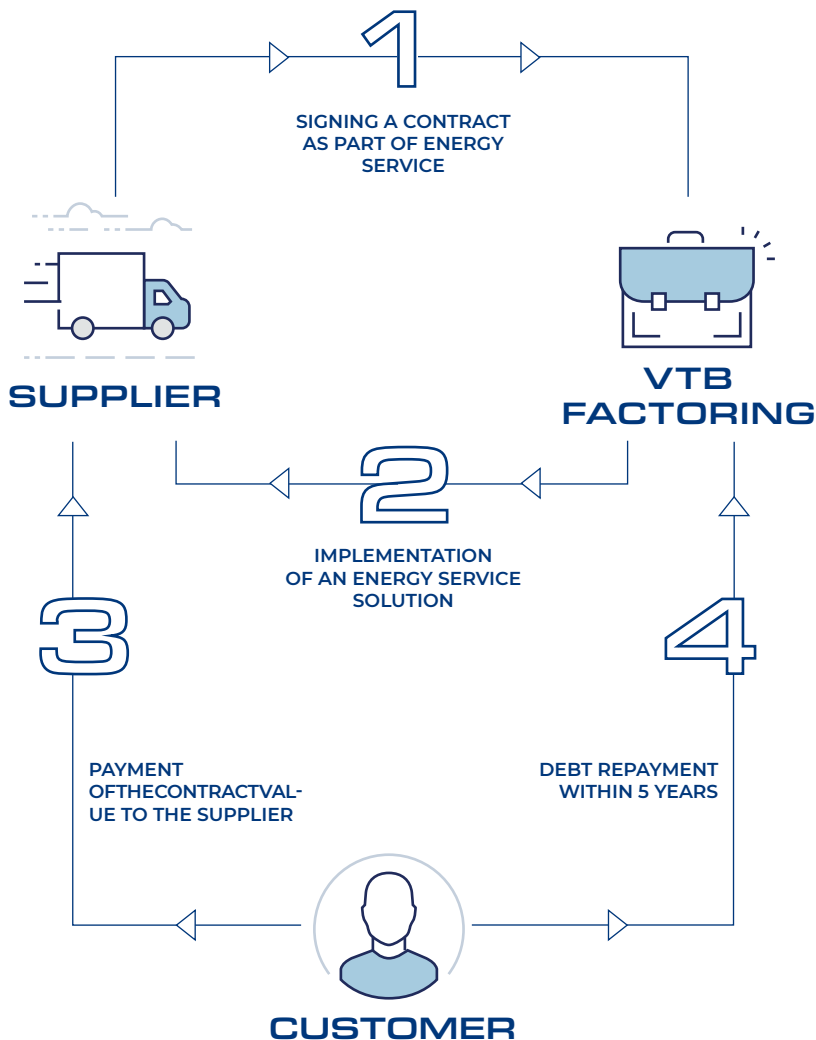 1
SIGNING A CONTRACT
AS PART OF ENERGY
SERVICE
SUPPLIER
VTB
FACTORING
2
IMPLEMENTATION
OF AN ENERGY SERVICE
SOLUTION
3
4
PAYMENT
OFTHECONTRACTVAL-
UE TO THE SUPPLIER
DEBT REPAYMENT
WITHIN 5 YEARS
CUSTOMER